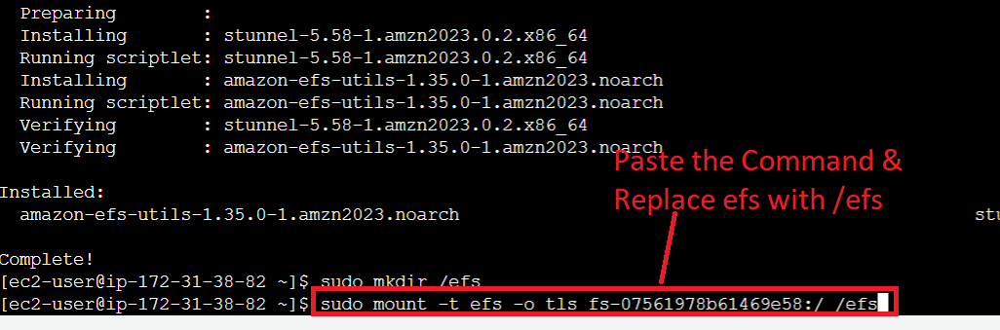 Preparing :
Installing : stunnel-5.58-1.amzn2023.0.2.x86_64
Running scriptlet: stunnel-5.58-1.amzn2023.0.2.x86_64
Installing : amazon-efs-utils-1.35.0-1.amzn2023.noarch
Running scriptlet: amazon-efs-utils-1.35.0-1.amzn2023.noarch
Verifying : stunnel-5.58-1.amzn2023.0.2.x86_64
Verifying : amazon-efs-utils-1.35.0-1.amzn2023.noarch
Paste the Command &
Replace efs with /efs
Installed:
amazon-efs-utils-1.35.0-1.amzn2023.noarch stu
Complete!
[ec2-user@ip-172-31-38-82 ~]$ sudo mkdir /efs
[ec2-user@ip-172-31-38-82 ~]$ sudo mount -t efs -o tls fs-07561978b61469e58:/ /efs